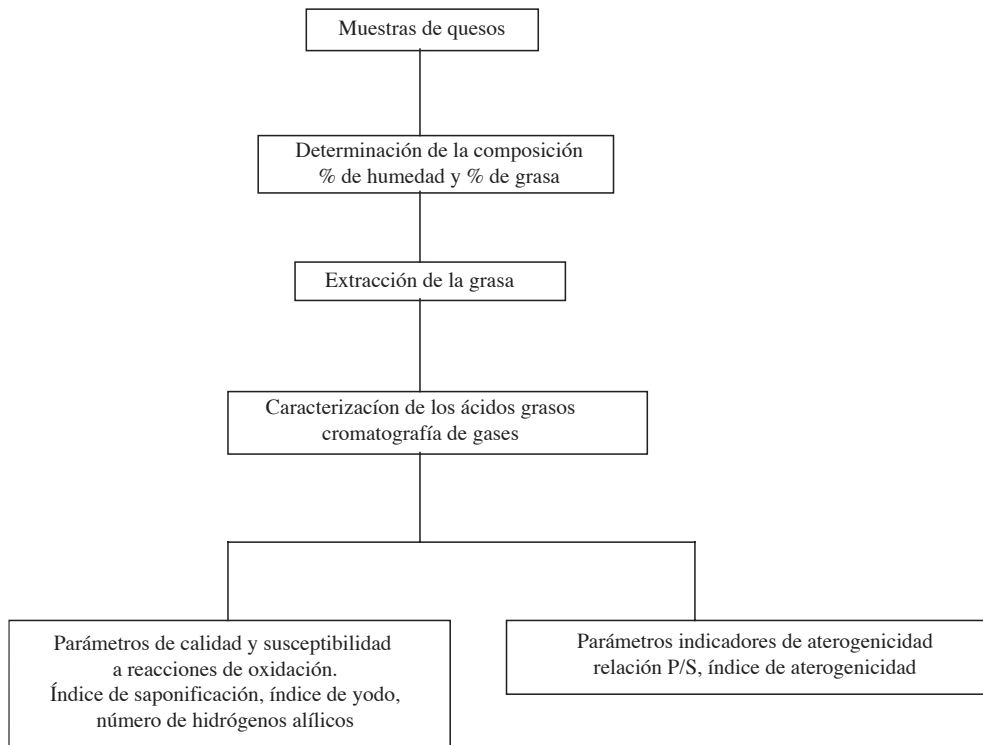 Muestras de quesos
Determinación de la composición
% de humedad y % de grasa
Extracción de la grasa
Caracterizacíon de los ácidos grasos
cromatografía de gases
Parámetros de calidad y susceptibilidad
a reacciones de oxidación.
Índice de saponificación, índice de yodo,
número de hidrógenos alílicos
Parámetros indicadores de aterogenicidad
relación P/S, índice de aterogenicidad